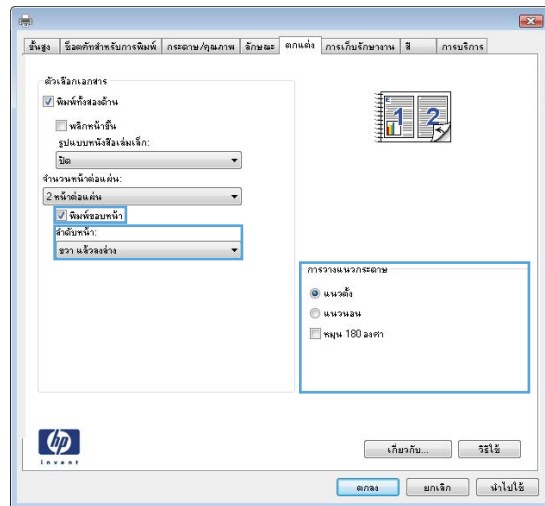 ขั้นสูง ช็อตคัทสำหรับการพิมพ์ กระดาษ/คุณภาพ ลักษณะ ตกแต่ง การเก็บรักษางาน สี การบริการ
ตัวเลือกเอกสาร
พิมพ์ทั้งสองด้าน
พลิกหน้าขึ้น
รูปแบบหนังสือเล่มเล็ก:
ปิด
จำนวนหน้าต่อแผ่น:
2 หน้าต่อแผ่น
พิมพ์ขอบหน้า
ลำดับหน้า:
ขวา แล้วลงล่าง
1 2
การวางแนวกระดาษ
แนวตั้ง
แนวนอน
หมุน 180 องศา
hp
invent
เกี่ยวกับ... วิธีใช้
ตกลง ยกเลิก นำไปใช้